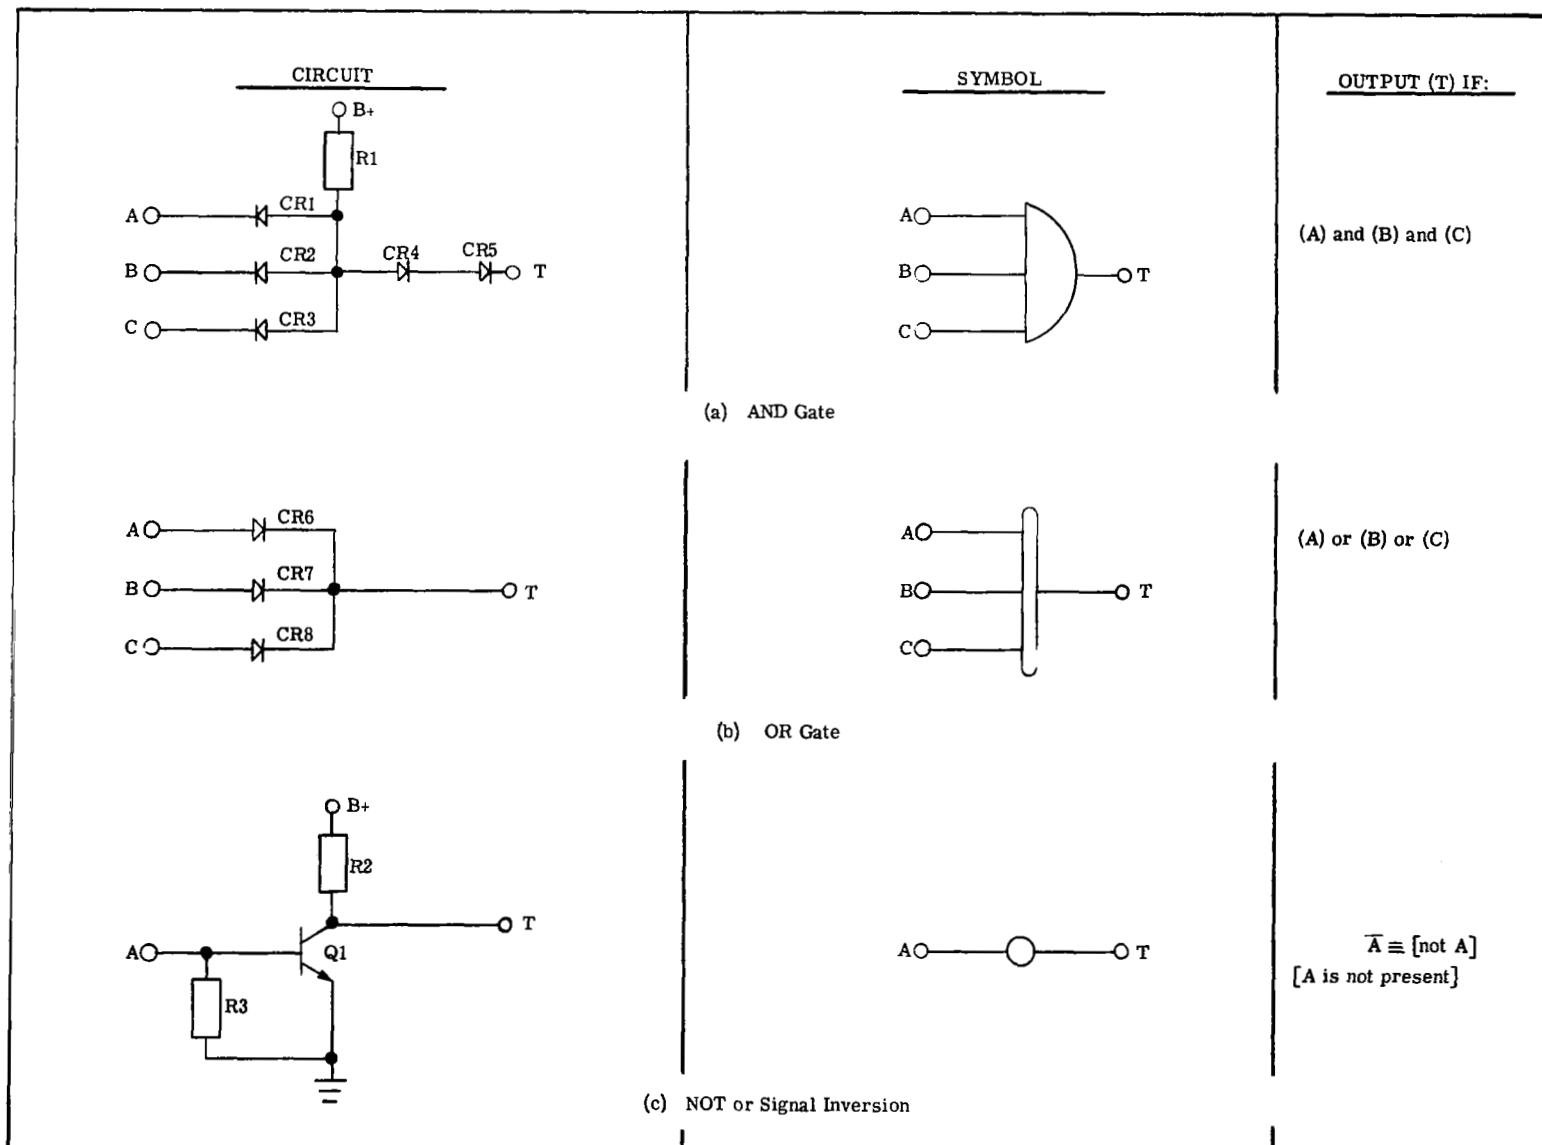 CIRCUIT
SYMBOL
OUTPUT (T) IF:
B+
R1
A
CR1
B
CR2
CR4
CR5
T
C
CR3
A
B
T
C
(A) and (B) and (C)
(a) AND Gate
A
CR6
B
CR7
T
C
CR8
A
B
T
C
(A) or (B) or (C)
(b) OR Gate
B+
R2
T
A
Q1
R3
A
T
A̅ ≡ [not A]
[A is not present]
(c) NOT or Signal Inversion